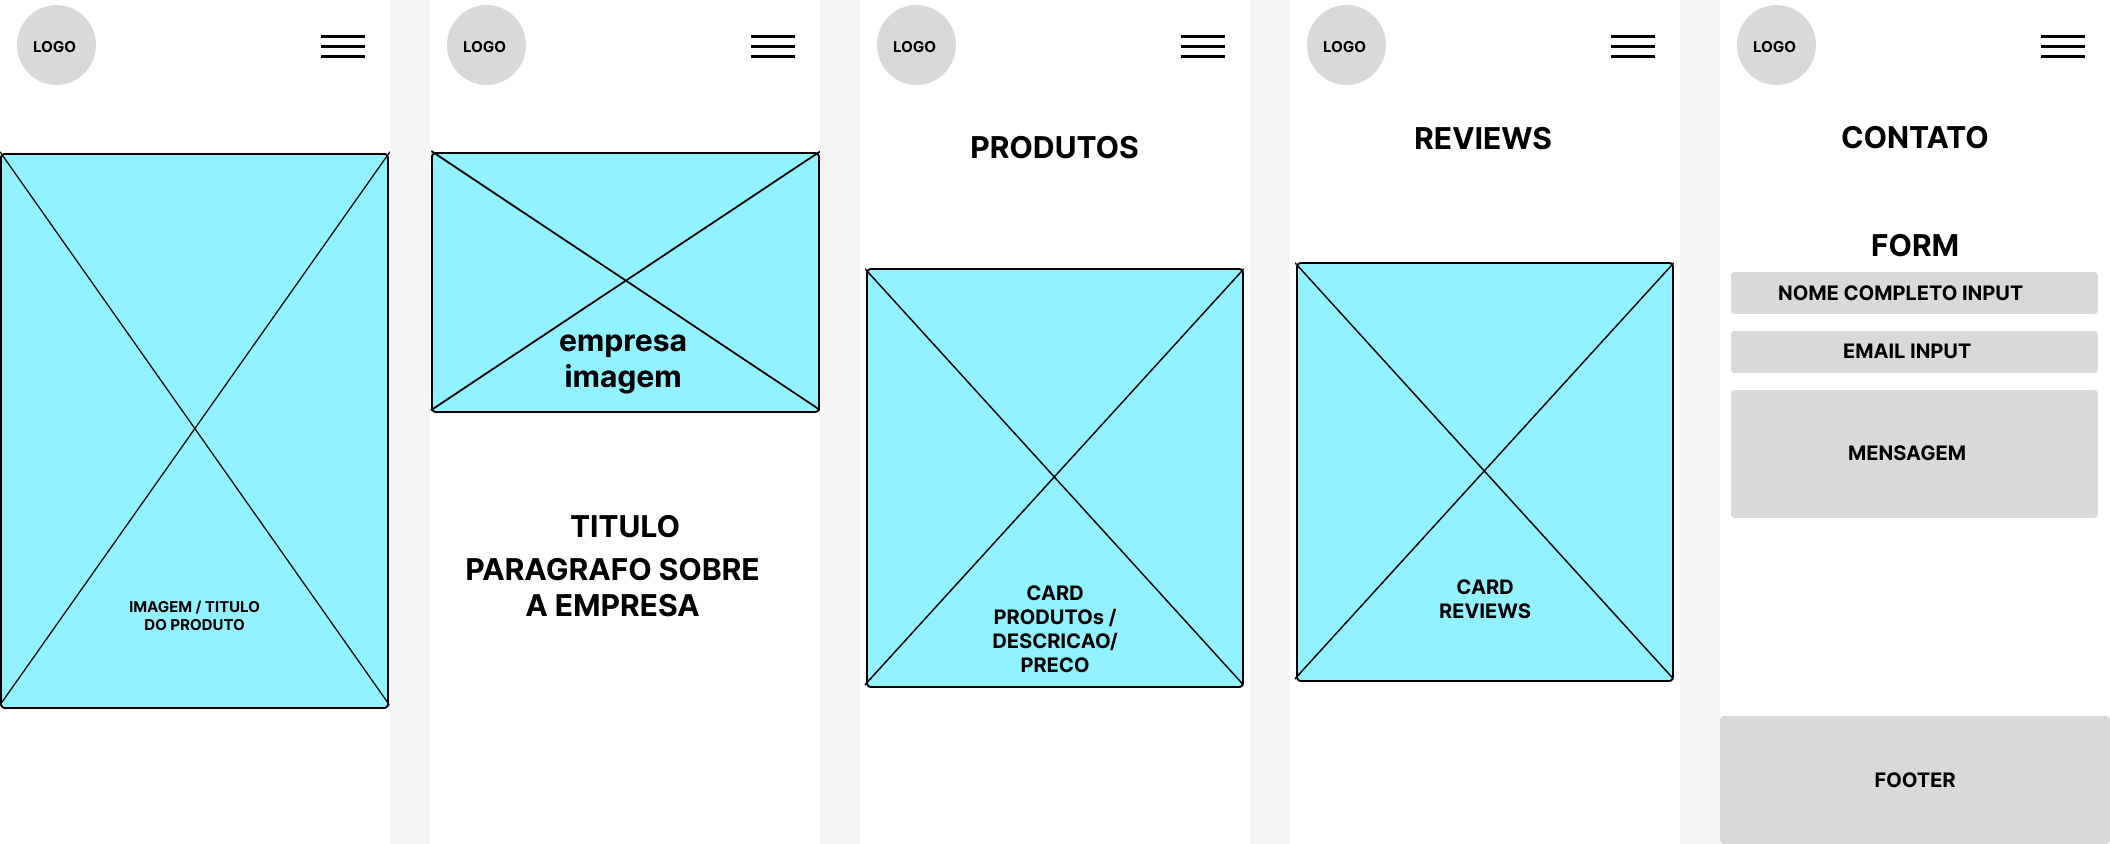 LOGO
IMAGEM / TITULO
DO PRODUTO
LOGO
empresa
imagem
TITULO
PARAGRAFO SOBRE
A EMPRESA
LOGO
PRODUTOS
CARD
PRODUTOs /
DESCRICAO/
PRECO
LOGO
REVIEWS
CARD
REVIEWS
LOGO
CONTATO
FORM
NOME COMPLETO INPUT
EMAIL INPUT
MENSAGEM
FOOTER